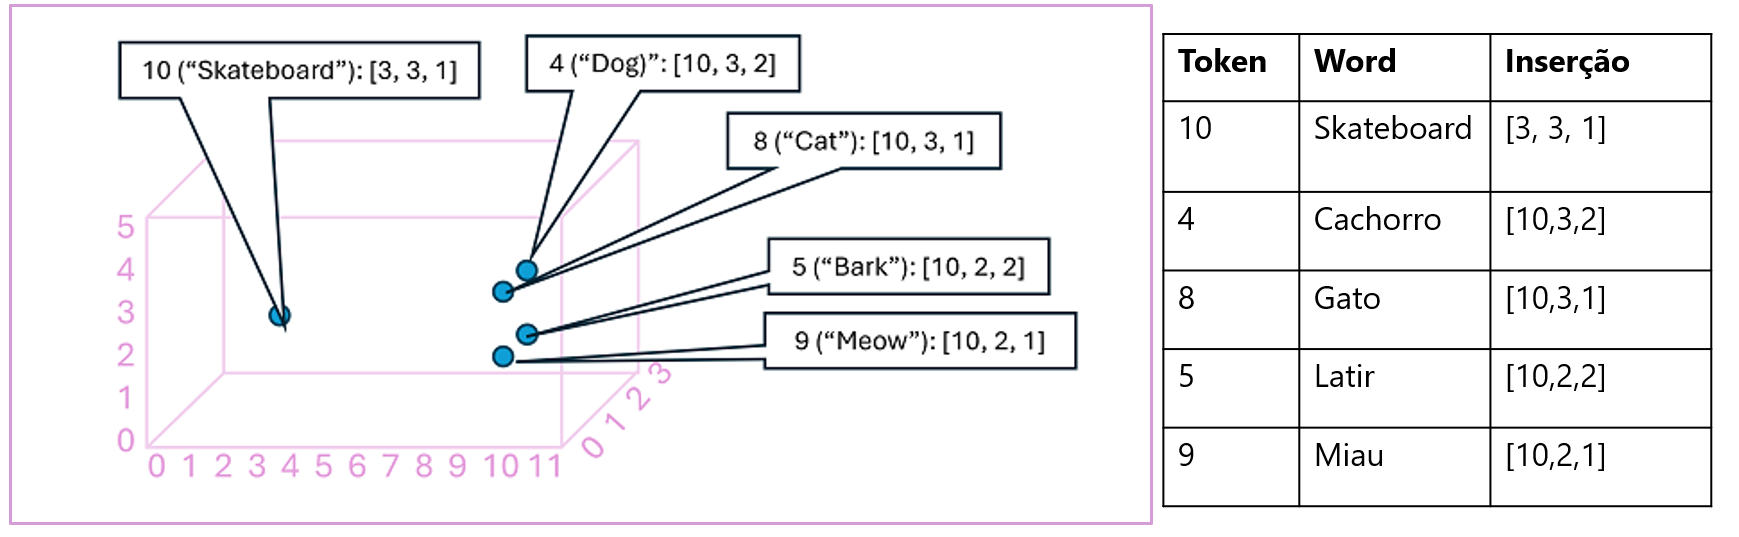 10 (“Skateboard”): [3, 3, 1]
4 (“Dog)”: [10, 3, 2]
8 (“Cat”): [10, 3, 1]
5 (“Bark”): [10, 2, 2]
9 (“Meow”): [10, 2, 1]
5
4
3
2
1
0
0 1 2 3 4 5 6 7 8 9 10 11
0 1 2 3
Token Word Inserção
10 Skateboard [3, 3, 1]
4 Cachorro [10,3,2]
8 Gato [10,3,1]
5 Latir [10,2,2]
9 Miau [10,2,1]